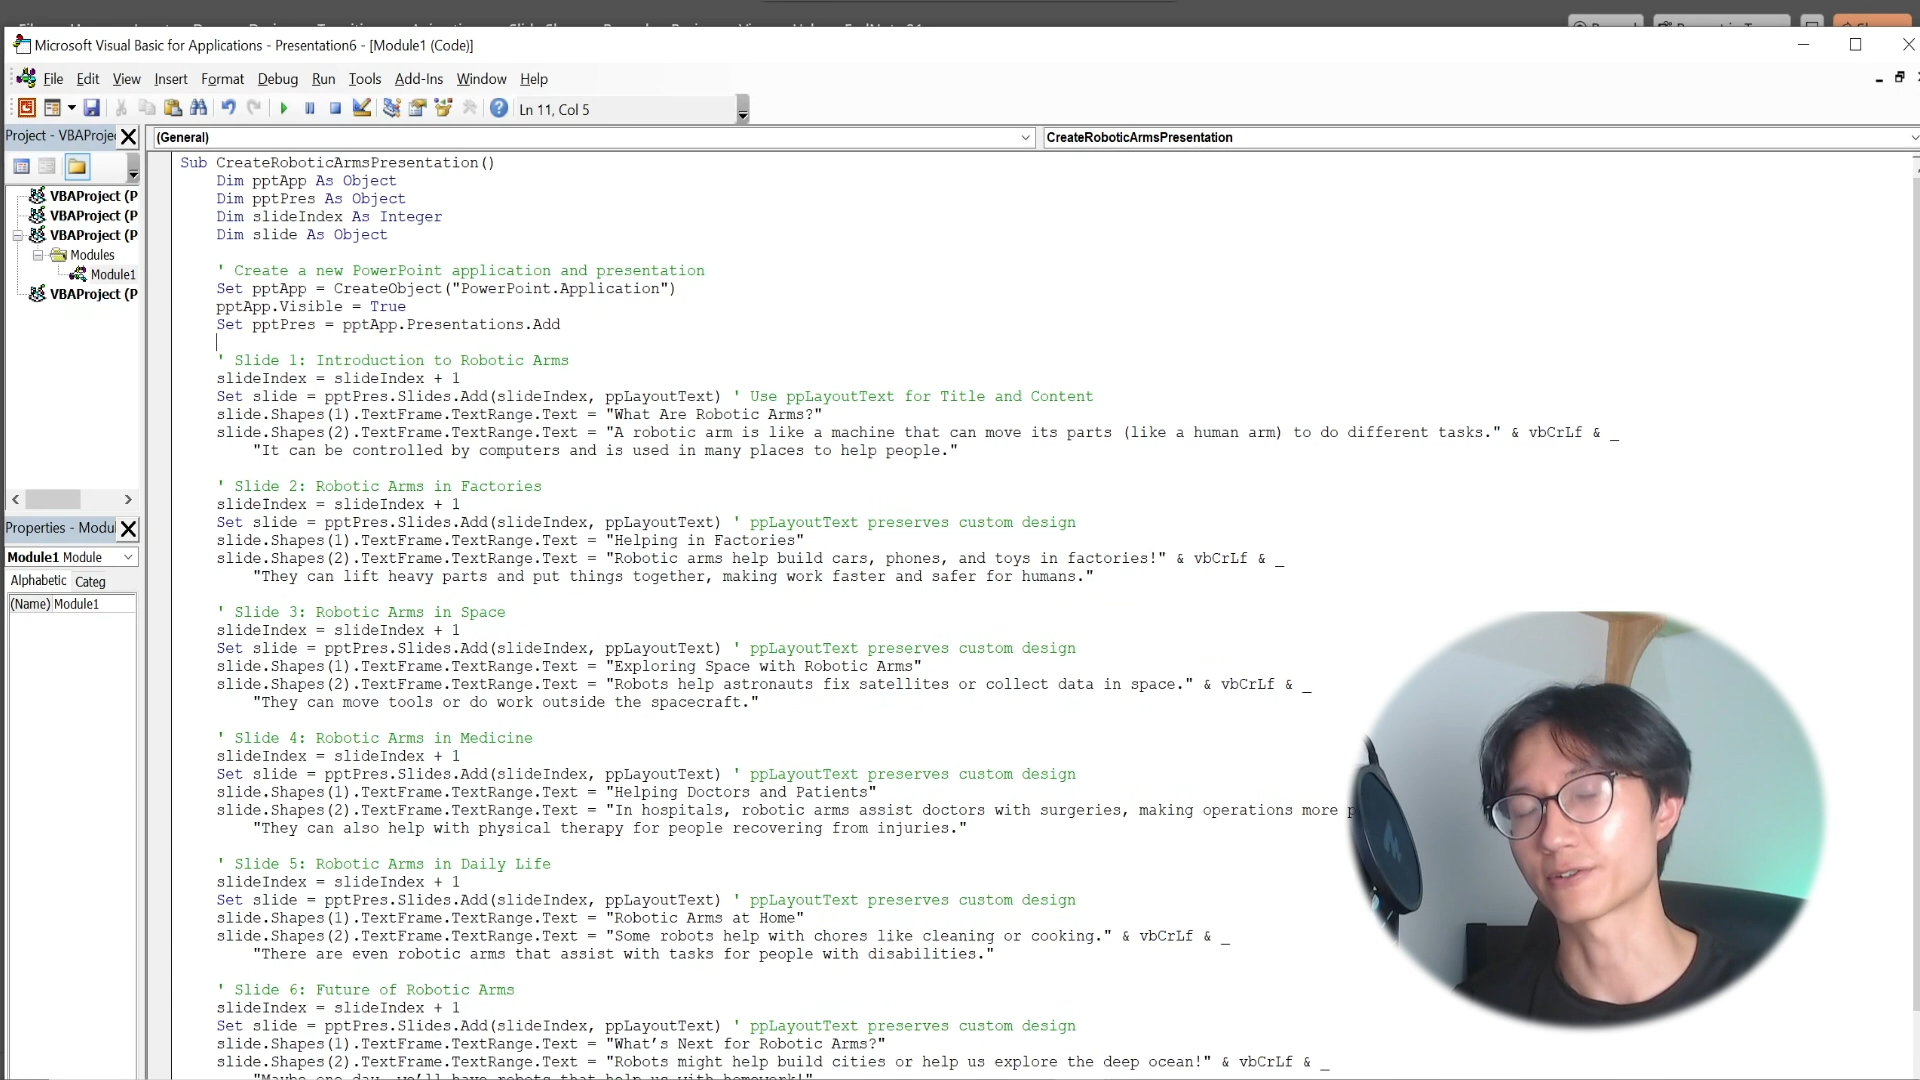 Microsoft Visual Basic for Applications - Presentation6 - [Module1 (Code)]
File Edit View Insert Format Debug Run Tools Add-Ins Window Help
Ln 11, Col 5
Project - VBAProje
(General)
CreateRoboticArmsPresentation
VBAProject (P
VBAProject (P
VBAProject (P
Modules
Module1
VBAProject (P
Properties - Modu
Module1 Module
Alphabetic Categ
(Name) Module1
Sub CreateRoboticArmsPresentation()
Dim pptApp As Object
Dim pptPres As Object
Dim slideIndex As Integer
Dim slide As Object
' Create a new PowerPoint application and presentation
Set pptApp = CreateObject("PowerPoint.Application")
pptApp.Visible = True
Set pptPres = pptApp.Presentations.Add
' Slide 1: Introduction to Robotic Arms
slideIndex = slideIndex + 1
Set slide = pptPres.Slides.Add(slideIndex, ppLayoutText) ' Use ppLayoutText for Title and Content
slide.Shapes(1).TextFrame.TextRange.Text = "What Are Robotic Arms?"
slide.Shapes(2).TextFrame.TextRange.Text = "A robotic arm is like a machine that can move its parts (like a human arm) to do different tasks." & vbCrLf & _
"It can be controlled by computers and is used in many places to help people."
' Slide 2: Robotic Arms in Factories
slideIndex = slideIndex + 1
Set slide = pptPres.Slides.Add(slideIndex, ppLayoutText) ' ppLayoutText preserves custom design
slide.Shapes(1).TextFrame.TextRange.Text = "Helping in Factories"
slide.Shapes(2).TextFrame.TextRange.Text = "Robotic arms help build cars, phones, and toys in factories!" & vbCrLf & _
"They can lift heavy parts and put things together, making work faster and safer for humans."
' Slide 3: Robotic Arms in Space
slideIndex = slideIndex + 1
Set slide = pptPres.Slides.Add(slideIndex, ppLayoutText) ' ppLayoutText preserves custom design
slide.Shapes(1).TextFrame.TextRange.Text = "Exploring Space with Robotic Arms"
slide.Shapes(2).TextFrame.TextRange.Text = "Robots help astronauts fix satellites or collect data in space." & vbCrLf & _
"They can move tools or do work outside the spacecraft."
' Slide 4: Robotic Arms in Medicine
slideIndex = slideIndex + 1
Set slide = pptPres.Slides.Add(slideIndex, ppLayoutText) ' ppLayoutText preserves custom design
slide.Shapes(1).TextFrame.TextRange.Text = "Helping Doctors and Patients"
slide.Shapes(2).TextFrame.TextRange.Text = "In hospitals, robotic arms assist doctors with surgeries, making operations more
"They can also help with physical therapy for people recovering from injuries."
' Slide 5: Robotic Arms in Daily Life
slideIndex = slideIndex + 1
Set slide = pptPres.Slides.Add(slideIndex, ppLayoutText) ' ppLayoutText preserves custom design
slide.Shapes(1).TextFrame.TextRange.Text = "Robotic Arms at Home"
slide.Shapes(2).TextFrame.TextRange.Text = "Some robots help with chores like cleaning or cooking." & vbCrLf & _
"There are even robotic arms that assist with tasks for people with disabilities."
' Slide 6: Future of Robotic Arms
slideIndex = slideIndex + 1
Set slide = pptPres.Slides.Add(slideIndex, ppLayoutText) ' ppLayoutText preserves custom design
slide.Shapes(1).TextFrame.TextRange.Text = "What's Next for Robotic Arms?"
slide.Shapes(2).TextFrame.TextRange.Text = "Robots might help build cities or help us explore the deep ocean!" & vbCrLf & _
"Maybe one day, we'll have robots that help us with homework!"